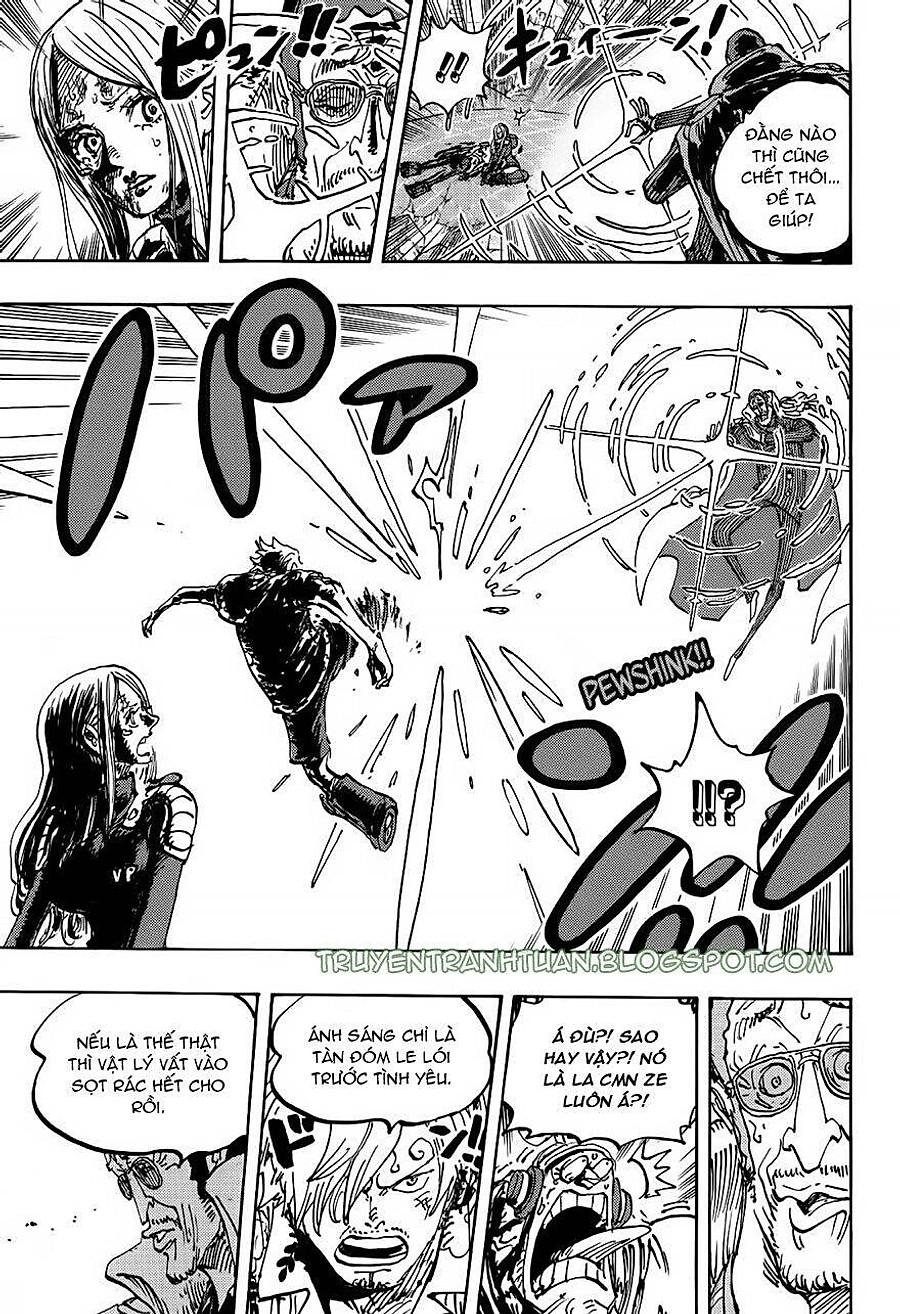 キュイーン!
ĐẰNG NÀO
THÌ CŨNG
CHẾT THÔI...
ĐỂ TA
GIÚP!
!!
ピュン!!
パァ
PEWSHINK!!
!!?
VP
TRUYENTRANHTUAN.BLOGSPOT.COM
Á ĐÙ?! SAO
HAY VẬY?! NÓ
LÀ LA CMN ZE
LUÔN Á?!
ÁNH SÁNG CHỈ LÀ
TÀN ĐÓM LE LÓI
TRƯỚC TÌNH YÊU.
ドン!!
NẾU LÀ THẾ THẬT
THÌ VẬT LÝ VẤT VÀO
SỌT RÁC HẾT CHO
RỒI.